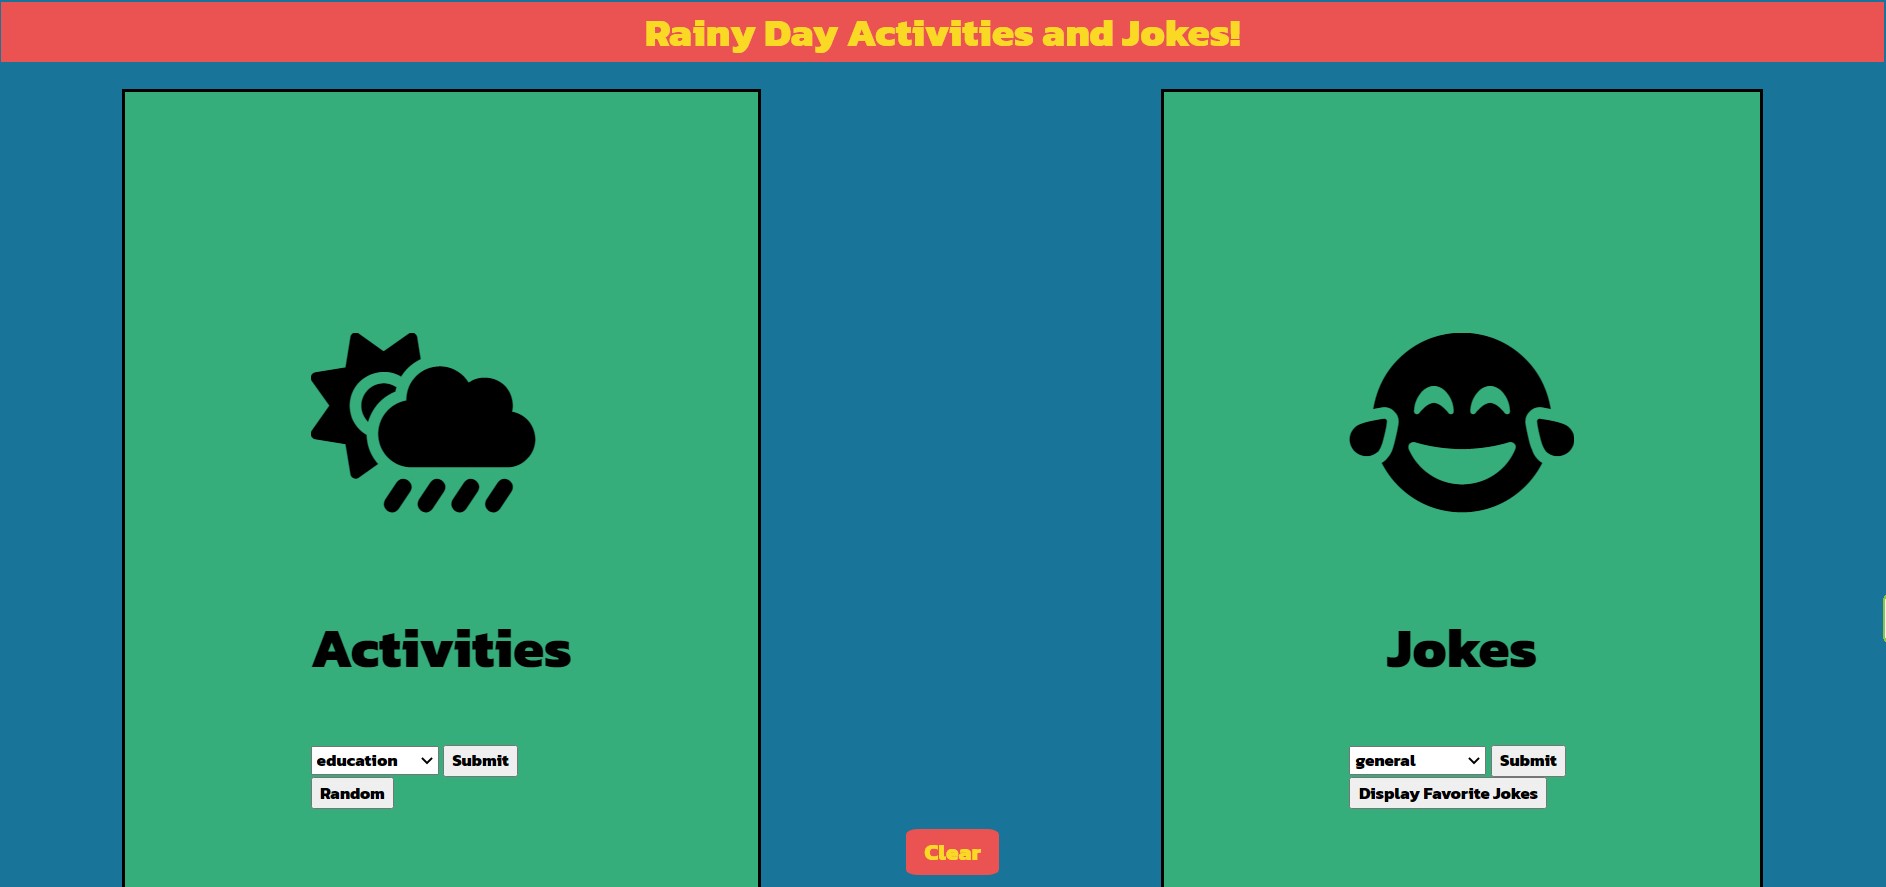 Rainy Day Activities and Jokes!
Activities
education Submit
Random
Jokes
general Submit
Display Favorite Jokes
Clear